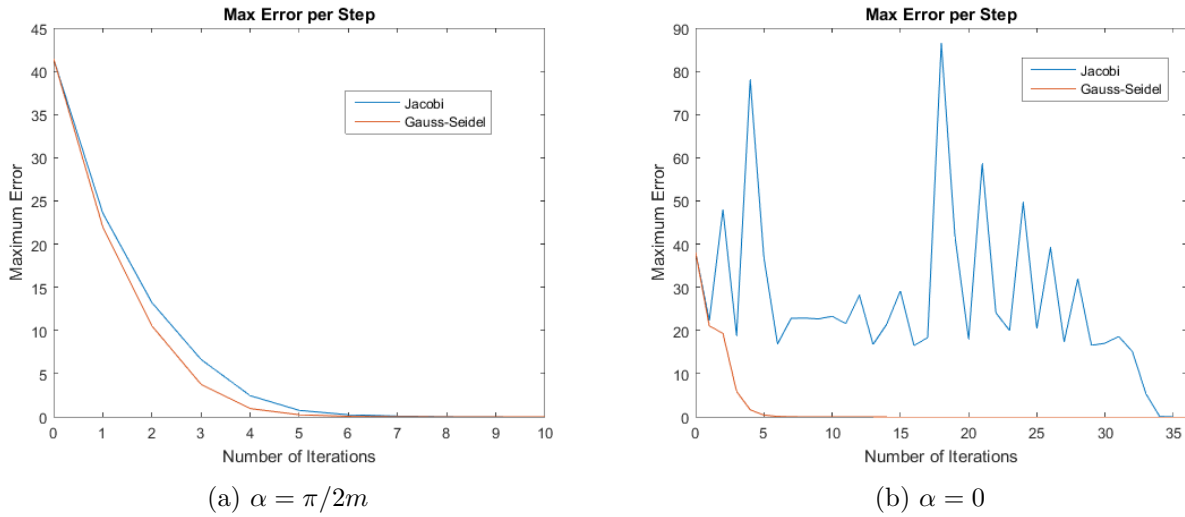 Max Error per Step
45
40
35
30
25
20
15
10
5
0
Maximum Error
Jacobi
Gauss-Seidel
0 1 2 3 4 5 6 7 8 9 10
Number of Iterations
(a) α = π/2m
Max Error per Step
90
80
70
60
50
40
30
20
10
0
Maximum Error
Jacobi
Gauss-Seidel
0 5 10 15 20 25 30 35
Number of Iterations
(b) α = 0